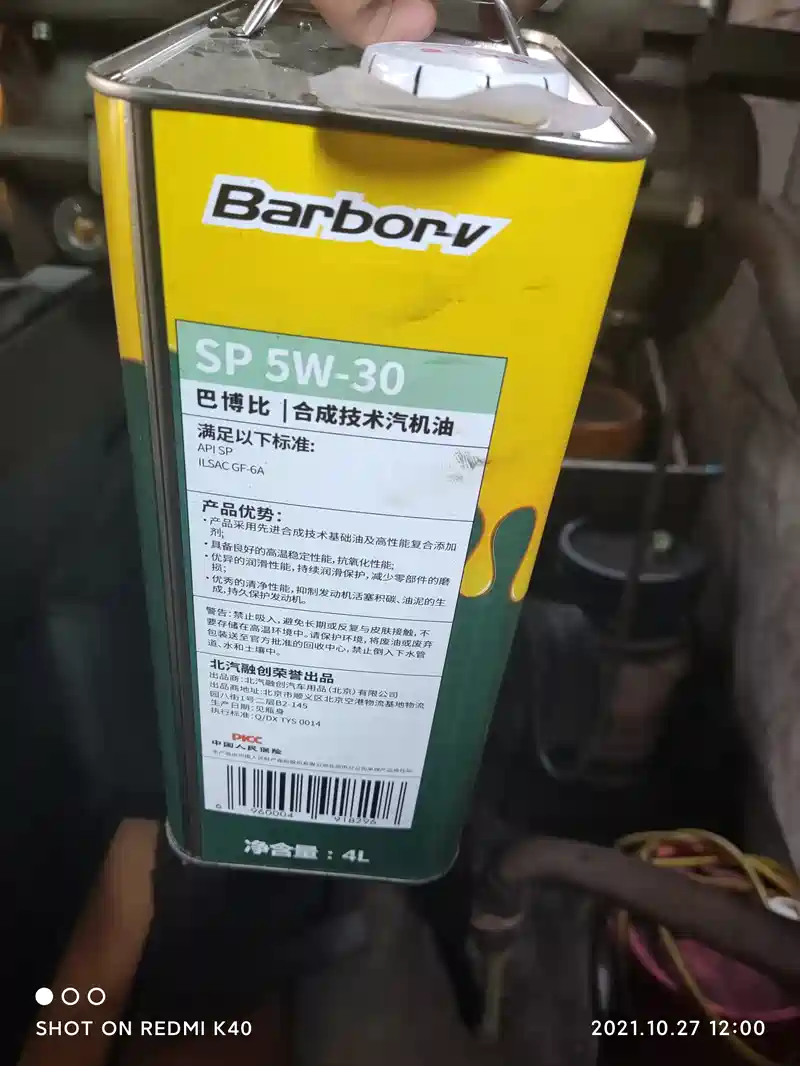 Barbor-v
SP 5W-30
巴博比 | 合成技术汽机油
满足以下标准:
API SP
ILSAC GF-6A
产品优势:
·产品采用先进合成技术基础油及高性能复合添加
剂;
·具备良好的高温稳定性能,抗氧化性能;
·优异的润滑性能,持续润滑保护,减少零部件的磨
损;
·优秀的清净性能,抑制发动机活塞积碳、油泥的生
成,持久保护发动机。
警告:禁止吸入,避免长期或反复与皮肤接触,不
要存储在高温环境中。请保护环境,将废油或废弃
包装送至官方批准的回收中心,禁止倒入下水管
道、水和土壤中。
北汽融创荣誉出品
出品商:北汽融创汽车用品(北京)有限公司
出品商地址:北京市顺义区北京空港物流基地物流
园八街1号二层B2-145
生产日期:见瓶身
执行标准:Q/DX TYS 0014
PICC
中国人民保险
6 960004 918296
净含量:4L
SHOT ON REDMI K40
2021.10.27 12:00